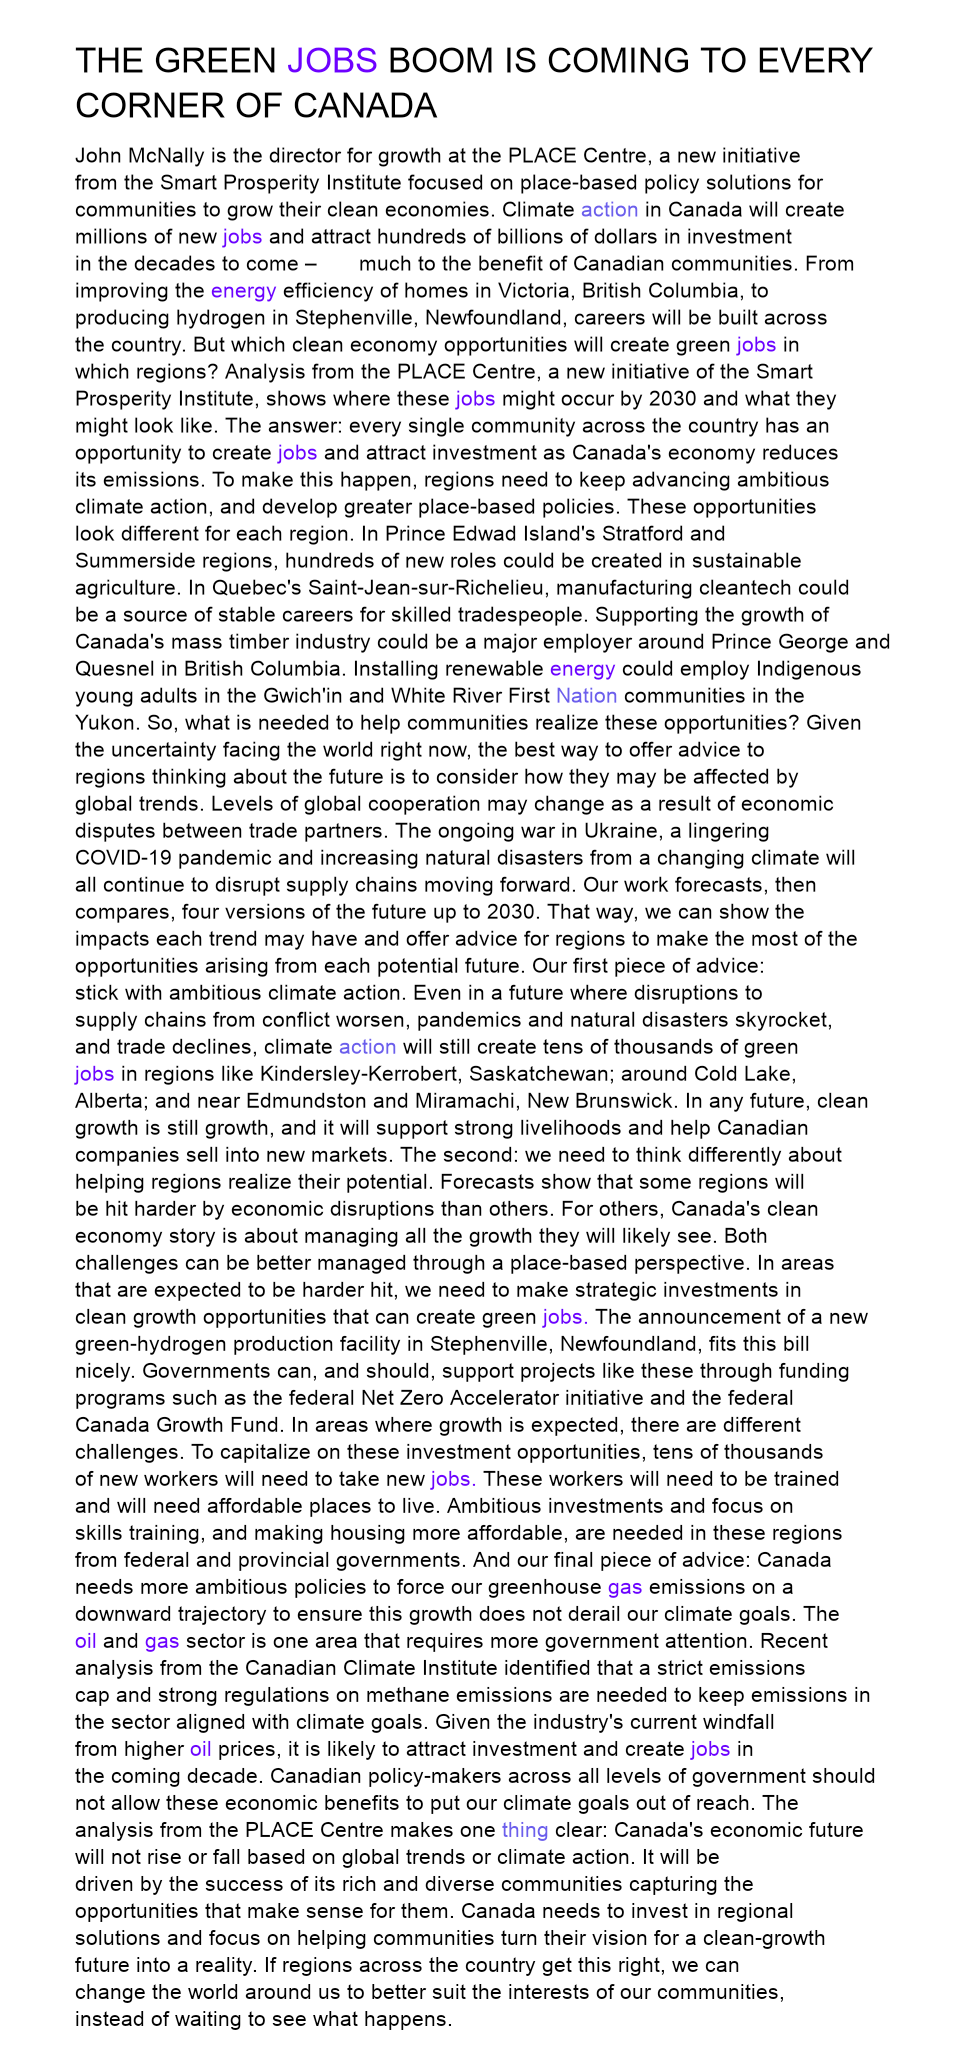 THE GREEN JOBS BOOM IS COMING TO EVERY
CORNER OF CANADA
John McNally is the director for growth at the PLACE Centre, a new initiative
from the Smart Prosperity Institute focused on place-based policy solutions for
communities to grow their clean economies. Climate action in Canada will create
millions of new jobs and attract hundreds of billions of dollars in investment
in the decades to come – much to the benefit of Canadian communities. From
improving the energy efficiency of homes in Victoria, British Columbia, to
producing hydrogen in Stephenville, Newfoundland, careers will be built across
the country. But which clean economy opportunities will create green jobs in
which regions? Analysis from the PLACE Centre, a new initiative of the Smart
Prosperity Institute, shows where these jobs might occur by 2030 and what they
might look like. The answer: every single community across the country has an
opportunity to create jobs and attract investment as Canada's economy reduces
its emissions. To make this happen, regions need to keep advancing ambitious
climate action, and develop greater place-based policies. These opportunities
look different for each region. In Prince Edwad Island's Stratford and
Summerside regions, hundreds of new roles could be created in sustainable
agriculture. In Quebec's Saint-Jean-sur-Richelieu, manufacturing cleantech could
be a source of stable careers for skilled tradespeople. Supporting the growth of
Canada's mass timber industry could be a major employer around Prince George and
Quesnel in British Columbia. Installing renewable energy could employ Indigenous
young adults in the Gwich'in and White River First Nation communities in the
Yukon. So, what is needed to help communities realize these opportunities? Given
the uncertainty facing the world right now, the best way to offer advice to
regions thinking about the future is to consider how they may be affected by
global trends. Levels of global cooperation may change as a result of economic
disputes between trade partners. The ongoing war in Ukraine, a lingering
COVID-19 pandemic and increasing natural disasters from a changing climate will
all continue to disrupt supply chains moving forward. Our work forecasts, then
compares, four versions of the future up to 2030. That way, we can show the
impacts each trend may have and offer advice for regions to make the most of the
opportunities arising from each potential future. Our first piece of advice:
stick with ambitious climate action. Even in a future where disruptions to
supply chains from conflict worsen, pandemics and natural disasters skyrocket,
and trade declines, climate action will still create tens of thousands of green
jobs in regions like Kindersley-Kerrobert, Saskatchewan; around Cold Lake,
Alberta; and near Edmundston and Miramachi, New Brunswick. In any future, clean
growth is still growth, and it will support strong livelihoods and help Canadian
companies sell into new markets. The second: we need to think differently about
helping regions realize their potential. Forecasts show that some regions will
be hit harder by economic disruptions than others. For others, Canada's clean
economy story is about managing all the growth they will likely see. Both
challenges can be better managed through a place-based perspective. In areas
that are expected to be harder hit, we need to make strategic investments in
clean growth opportunities that can create green jobs. The announcement of a new
green-hydrogen production facility in Stephenville, Newfoundland, fits this bill
nicely. Governments can, and should, support projects like these through funding
programs such as the federal Net Zero Accelerator initiative and the federal
Canada Growth Fund. In areas where growth is expected, there are different
challenges. To capitalize on these investment opportunities, tens of thousands
of new workers will need to take new jobs. These workers will need to be trained
and will need affordable places to live. Ambitious investments and focus on
skills training, and making housing more affordable, are needed in these regions
from federal and provincial governments. And our final piece of advice: Canada
needs more ambitious policies to force our greenhouse gas emissions on a
downward trajectory to ensure this growth does not derail our climate goals. The
oil and gas sector is one area that requires more government attention. Recent
analysis from the Canadian Climate Institute identified that a strict emissions
cap and strong regulations on methane emissions are needed to keep emissions in
the sector aligned with climate goals. Given the industry's current windfall
from higher oil prices, it is likely to attract investment and create jobs in
the coming decade. Canadian policy-makers across all levels of government should
not allow these economic benefits to put our climate goals out of reach. The
analysis from the PLACE Centre makes one thing clear: Canada's economic future
will not rise or fall based on global trends or climate action. It will be
driven by the success of its rich and diverse communities capturing the
opportunities that make sense for them. Canada needs to invest in regional
solutions and focus on helping communities turn their vision for a clean-growth
future into a reality. If regions across the country get this right, we can
change the world around us to better suit the interests of our communities,
instead of waiting to see what happens.